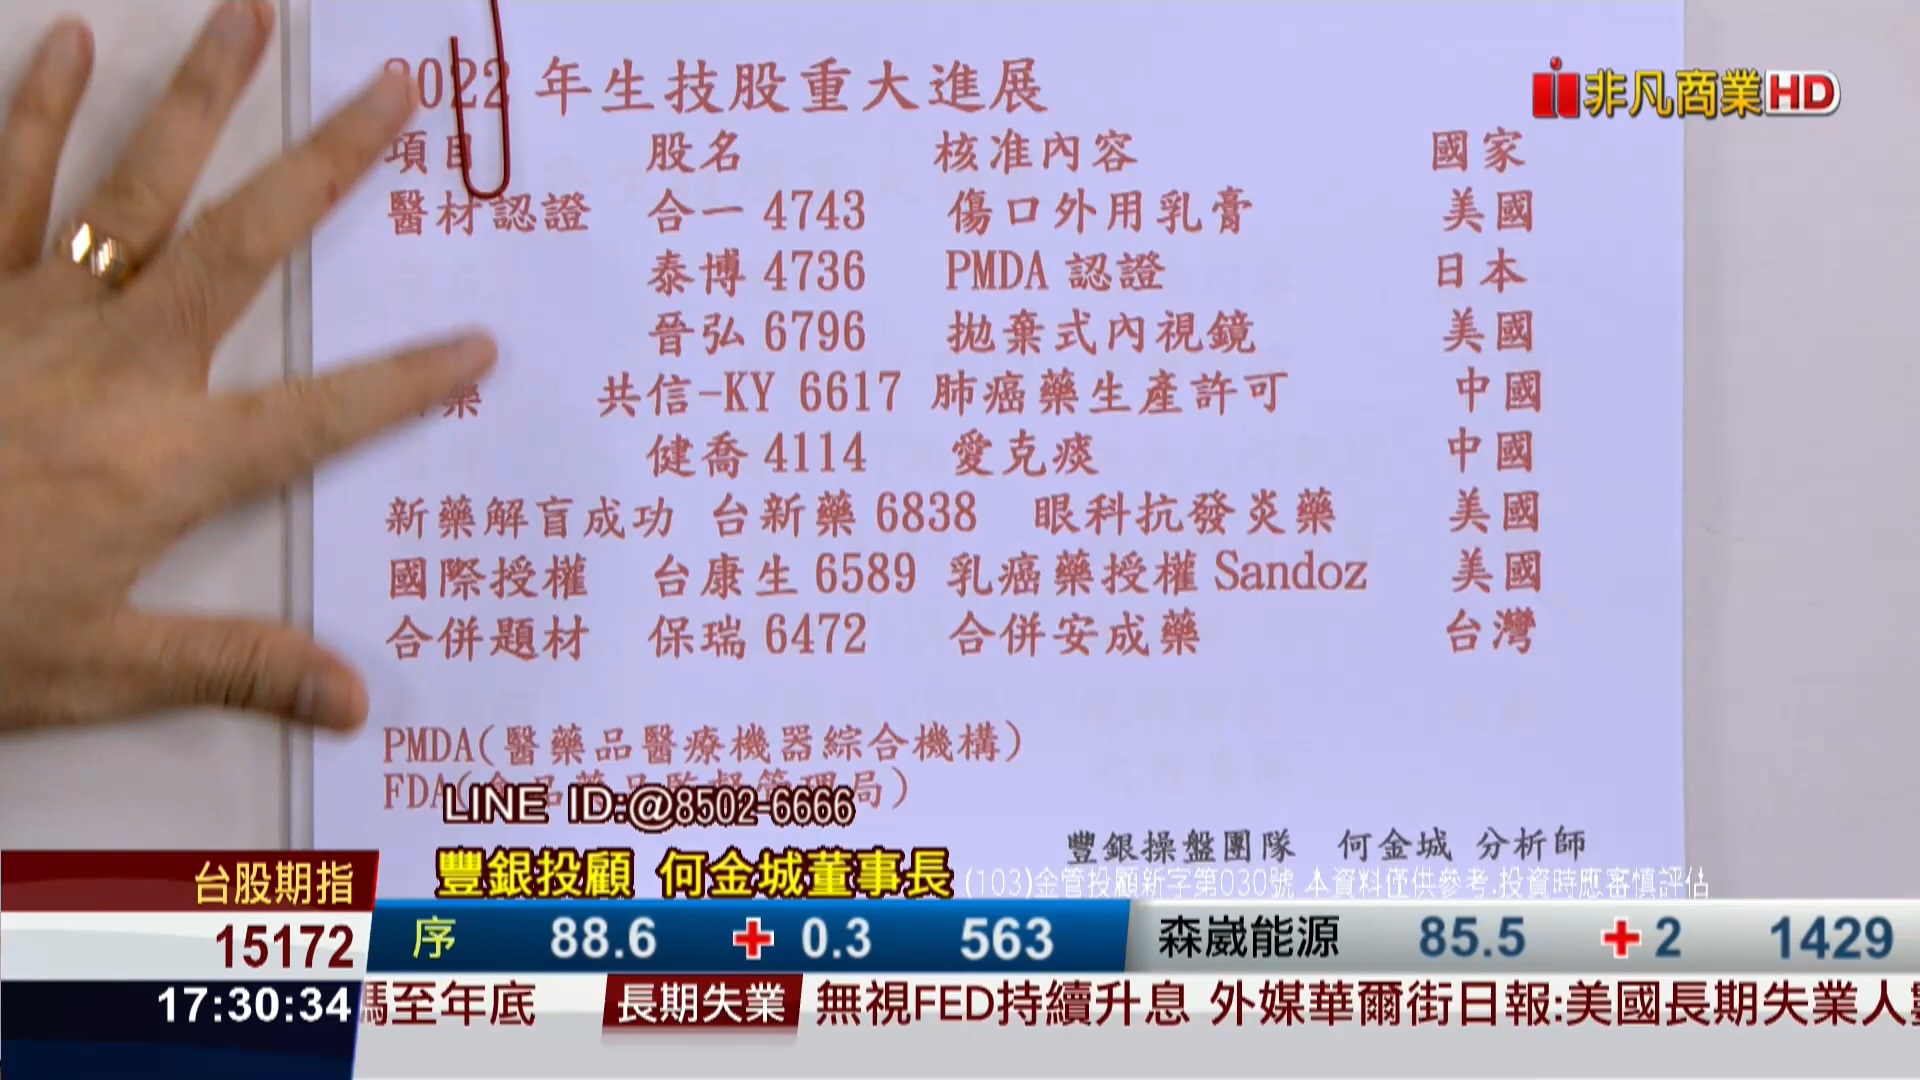 2022 年生技股重大進展
非凡商業HD
項目 股名 核准內容 國家
醫材認證 合一 4743 傷口外用乳膏 美國
泰博 4736 PMDA 認證 日本
晉弘 6796 拋棄式內視鏡 美國
藥 共信-KY 6617 肺癌藥生產許可 中國
健喬 4114 愛克痰 中國
新藥解盲成功 台新藥 6838 眼科抗發炎藥 美國
國際授權 台康生 6589 乳癌藥授權 Sandoz 美國
合併題材 保瑞 6472 合併安成藥 台灣
PMDA(醫藥品醫療機器綜合機構)
FDA(食品藥品監督管理局)
LINE ID:@8502-6666
豐銀操盤團隊 何金城 分析師
豐銀投顧 何金城董事長 (103)金管投顧新字第030號 本資料僅供參考.投資時應審慎評估
台股期指
15172
序 88.6 + 0.3 563 森崴能源 85.5 + 2 1429
17:30:34
至年底 長期失業 無視FED持續升息 外媒華爾街日報:美國長期失業人